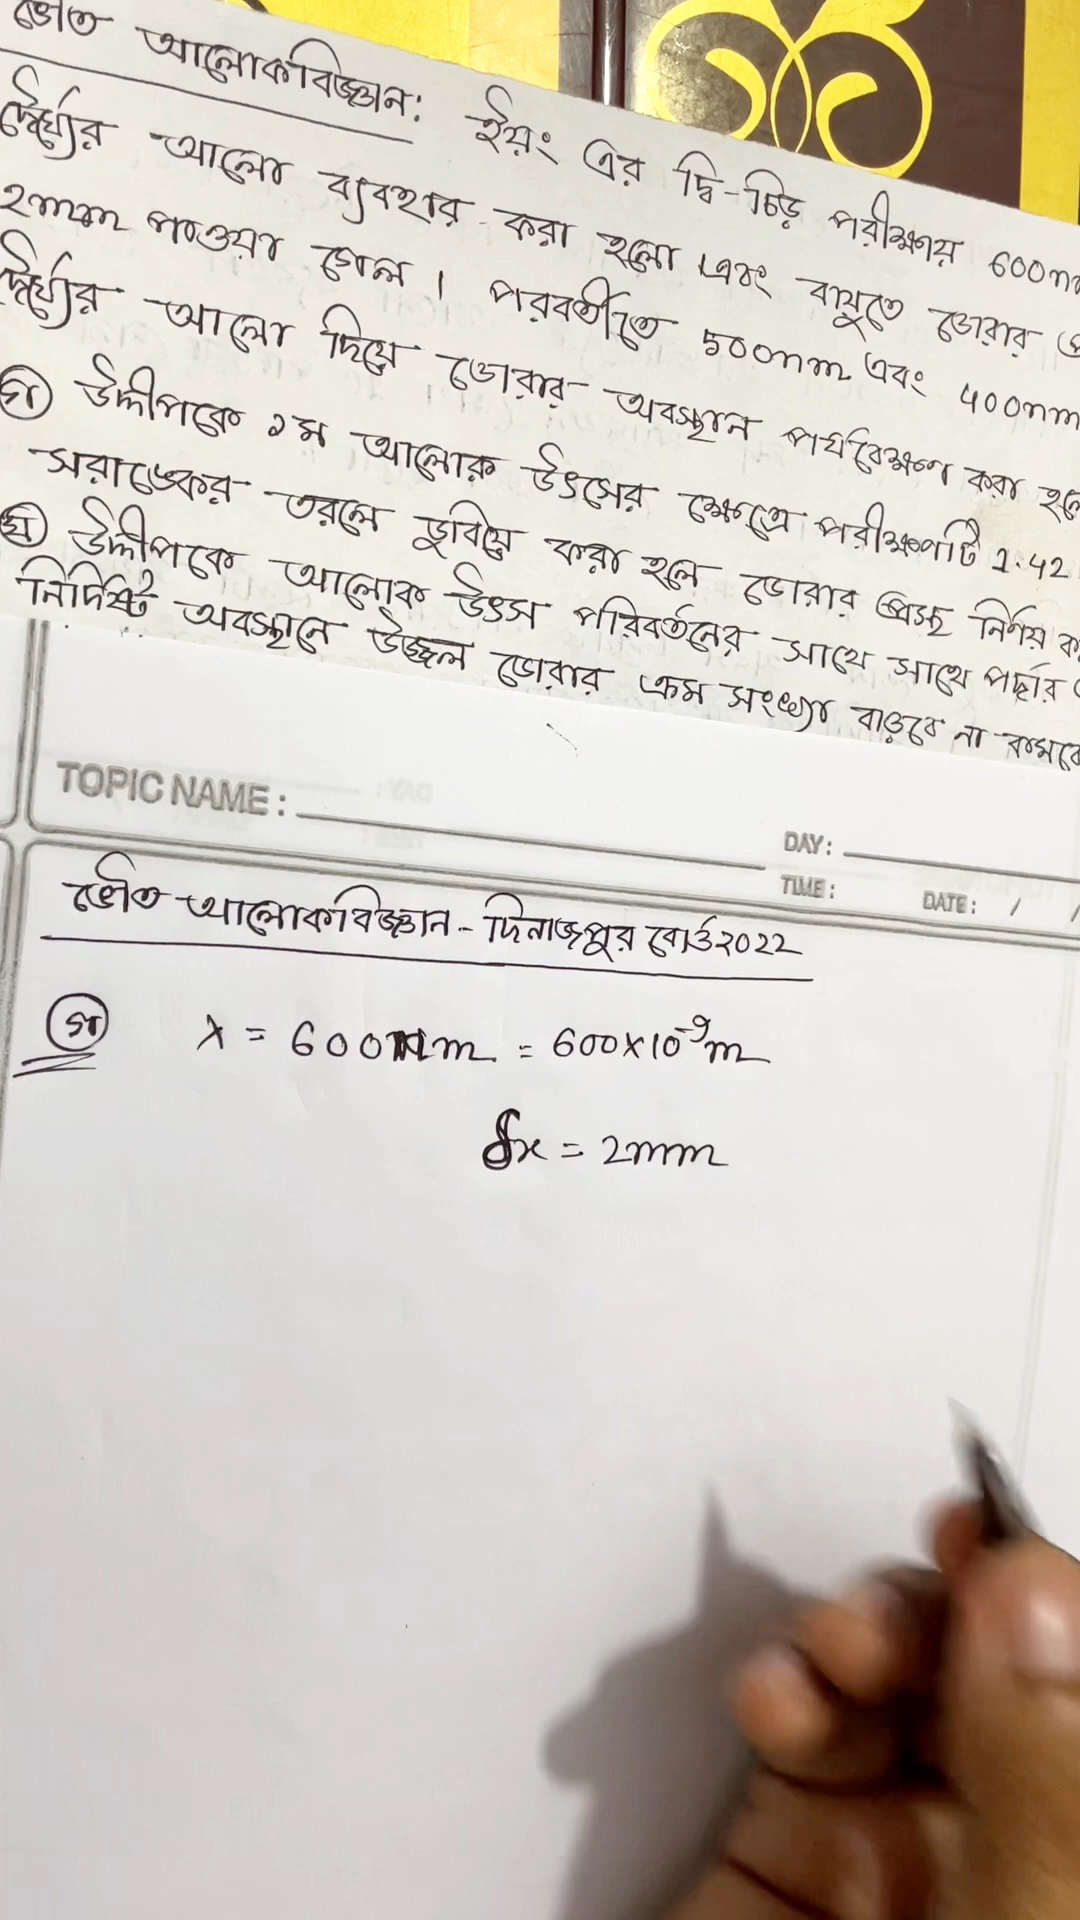 ভৌত আলোকবিজ্ঞান: ইয়ং এর দ্বি-চিড় পরীক্ষায় 600nm
দৈর্ঘ্যের আলো ব্যবহার করা হলো এবং বায়ুতে ডোরার
2mm পাওয়া গেল। পরবর্তীতে 500nm এবং 400nm
দৈর্ঘ্যের আলো দিয়ে ডোরার অবস্থান পর্যবেক্ষণ করা হলো
গ উদ্দীপকে ১ম আলোক উৎসের ক্ষেত্রে পরীক্ষণটি 1.42
সরাঙ্কের তরলে ডুবিয়ে করা হলে ডোরার প্রস্থ নির্ণয়
ঘ উদ্দীপকে আলোক উৎস পরিবর্তনের সাথে সাথে পর্দার
নির্দিষ্ট অবস্থানে উজ্জ্বল ডোরার ক্রম সংখ্যা বাড়বে না কমবে
TOPIC NAME :
DAY :
TIME :
DATE : / /
ভৌত আলোকবিজ্ঞান - দিনাজপুর বোর্ড ২০22
গ λ = 600nm = 600×10⁻⁹m
δx = 2mm